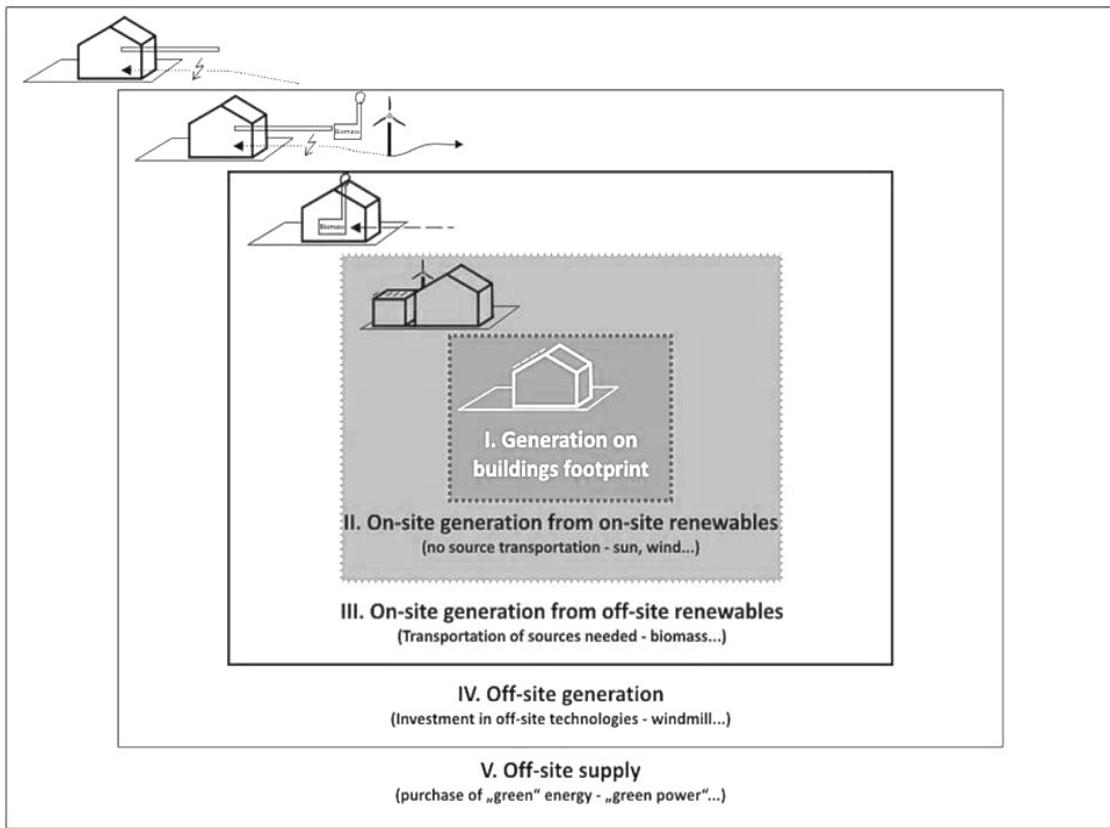 Biomass
Biomass
I. Generation on
buildings footprint
II. On-site generation from on-site renewables
(no source transportation - sun, wind...)
III. On-site generation from off-site renewables
(Transportation of sources needed - biomass...)
IV. Off-site generation
(Investment in off-site technologies - windmill...)
V. Off-site supply
(purchase of „green“ energy - „green power“...)